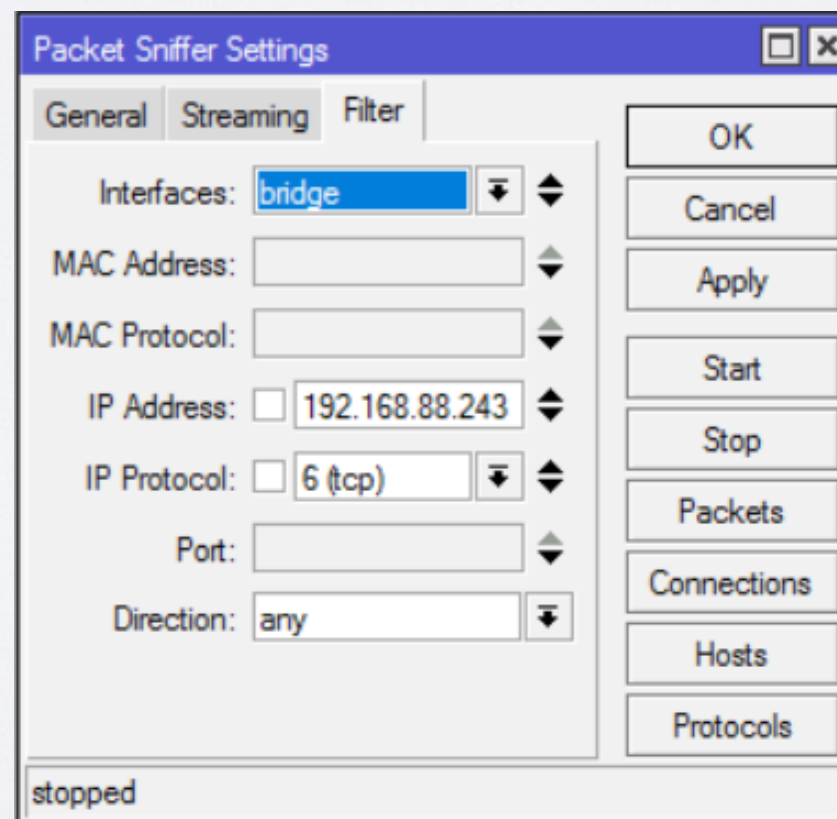 Packet Sniffer Settings
General Streaming Filter
Interfaces: bridge
MAC Address:
MAC Protocol:
IP Address: 192.168.88.243
IP Protocol: 6 (tcp)
Port:
Direction: any
OK
Cancel
Apply
Start
Stop
Packets
Connections
Hosts
Protocols
stopped